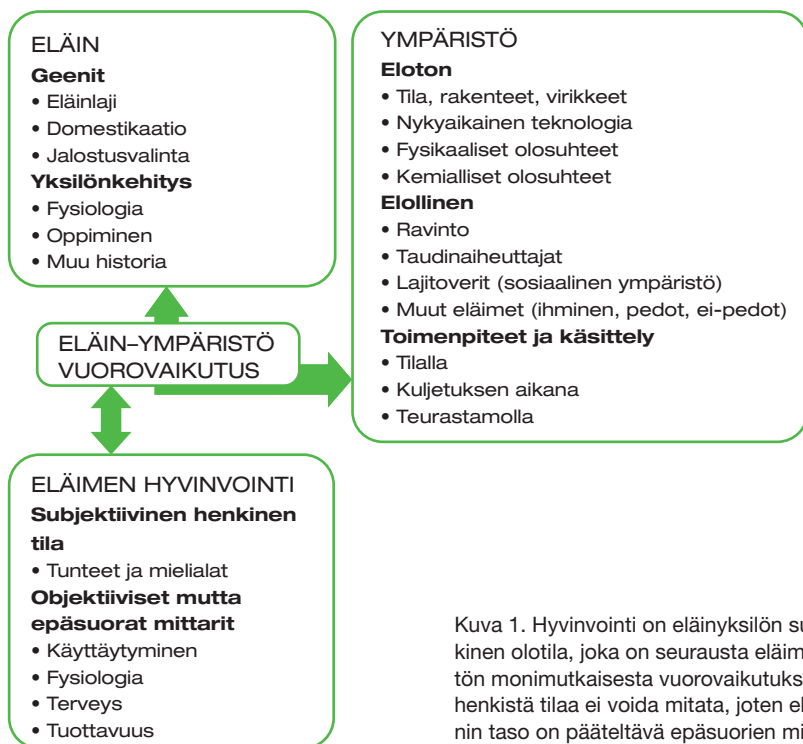 ELÄIN
Geenit
• Eläinlaji
• Domestikaatio
• Jalostusvalinta
Yksilönkehitys
• Fysiologia
• Oppiminen
• Muu historia
YMPÄRISTÖ
Eloton
• Tila, rakenteet, virikkeet
• Nykyaikainen teknologia
• Fysikaaliset olosuhteet
• Kemialliset olosuhteet
Elollinen
• Ravinto
• Taudinaiheuttajat
• Lajitoverit (sosiaalinen ympäristö)
• Muut eläimet (ihminen, pedot, ei-pedot)
Toimenpiteet ja käsittely
• Tilalla
• Kuljetuksen aikana
• Teurastamolla
ELÄIN–YMPÄRISTÖ
VUOROVAIKUTUS
ELÄIMEN HYVINVOINTI
Subjektiivinen henkinen
tila
• Tunteet ja mielialat
Objektiiviset mutta
epäsuorat mittarit
• Käyttäytyminen
• Fysiologia
• Terveys
• Tuottavuus
Kuva 1. Hyvinvointi on eläinyksilön
kinen olotila, joka on seurausta
tön monimutkaisesta
henkistä tilaa ei voida mitata, joten
nin taso on pääteltävä epäsuorien